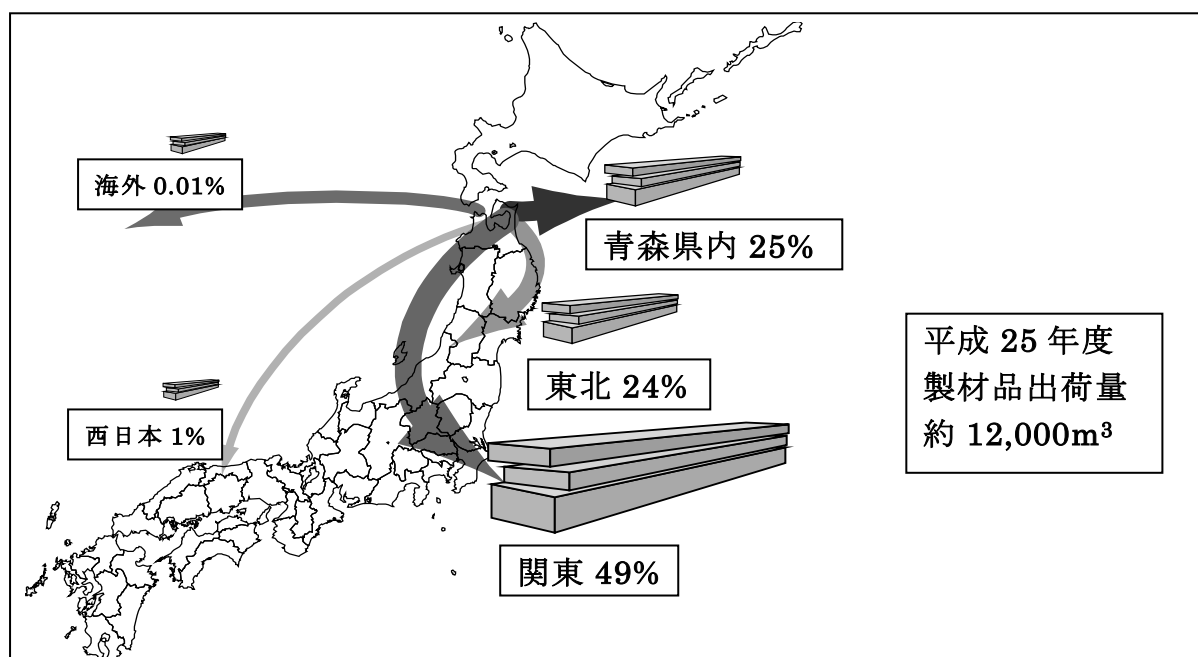 海外 0.01%
青森県内 25%
東北 24%
平成 25 年度
製材品出荷量
約 12,000m³
西日本 1%
関東 49%